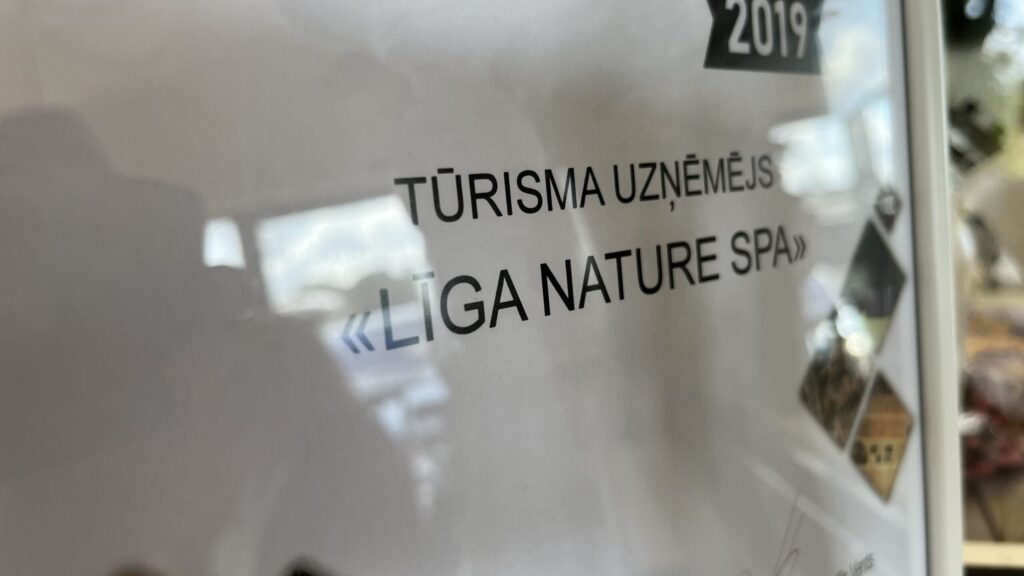 2019
TŪRISMA UZŅĒMĒJS
«LĪGA NATURE SPA»